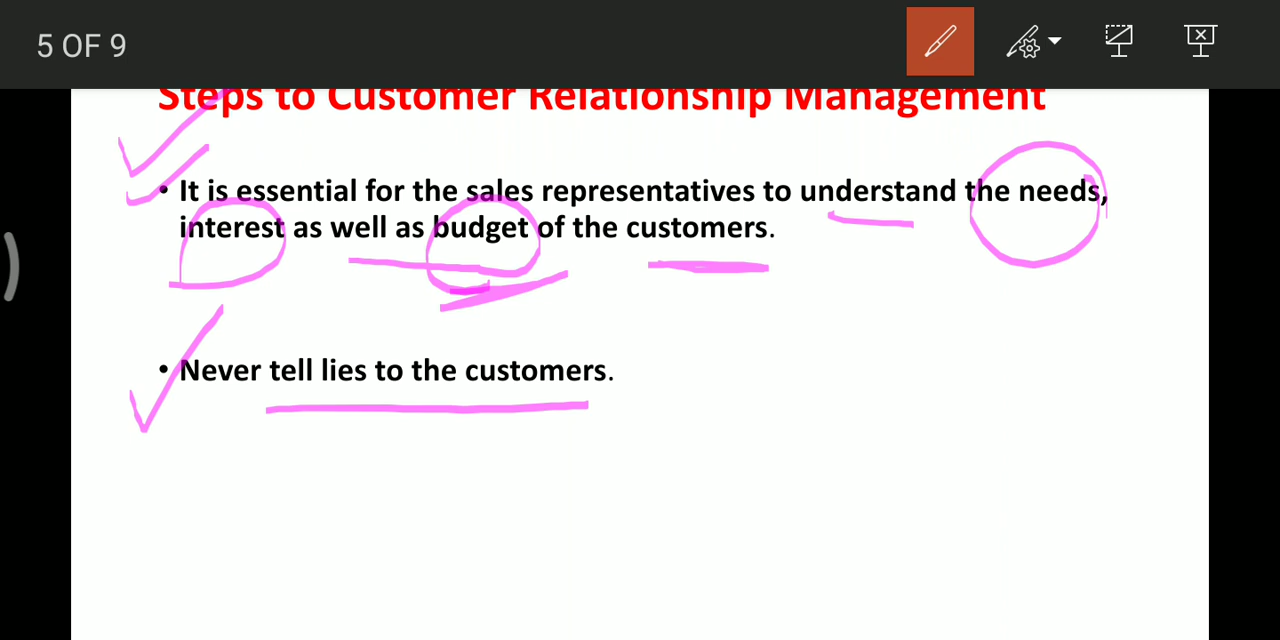 5 OF 9
Steps to Customer Relationship Management
• It is essential for the sales representatives to understand the needs,
interest as well as budget of the customers.
• Never tell lies to the customers.